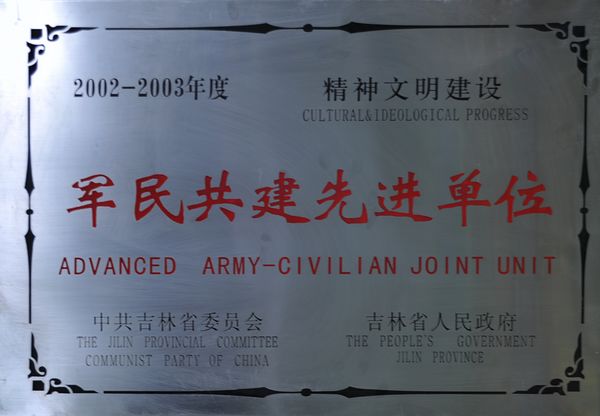 2002-2003年度
精神文明建设
CULTURAL&IDEOLOGICAL PROGRESS
军民共建先进单位
ADVANCED ARMY-CIVILIAN JOINT UNIT
中共吉林省委员会
THE JILIN PROVINCIAL COMMITTEE
COMMUNIST PARTY OF CHINA
吉林省人民政府
THE PEOPLE'S GOVERNMENT
JILIN PROVINCE